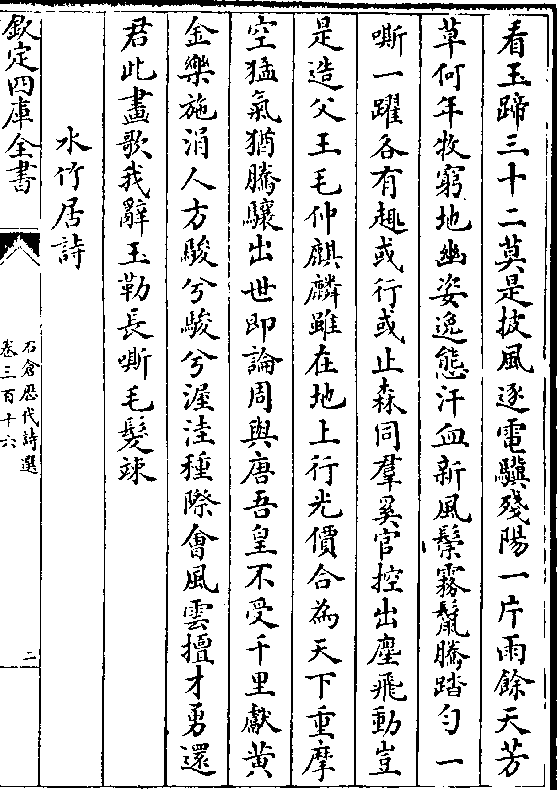 看玉蹄三十二莫是披風逐電驥殘陽一片雨餘天芳
草何年牧窮地幽姿逸態汗血新風鬃霧鬣騰踏勻一
嘶一躍各有趣或行或止森同羣奚官控出塵飛動豈
是造父王毛仲麒麟雖在地上行光價合為天下重摩
空猛氣猶騰驤出世即論周與唐吾皇不受千里獻黃
金樂施涓人方駿兮駿兮渥洼種際會風雲擅才勇還
君此畫歌我辭玉勒長嘶毛髮竦
水竹居詩
欽定四庫全書
石倉歴代詩選
卷三百十六
二